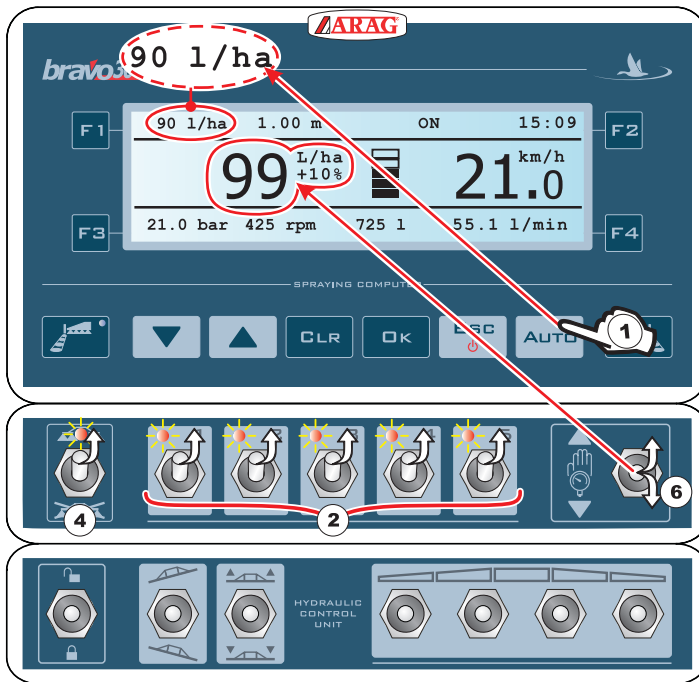 ARAG
90 l/ha
bravo
F1
90 l/ha 1.00 m ON 15:09
F2
99 L/ha +10% 21.0 km/h
F3
21.0 bar 425 rpm 725 l 55.1 l/min
F4
SPRAYING COMPUTER
CLR OK ESC AUTO
1
4
2
6
HYDRAULIC
CONTROL
UNIT